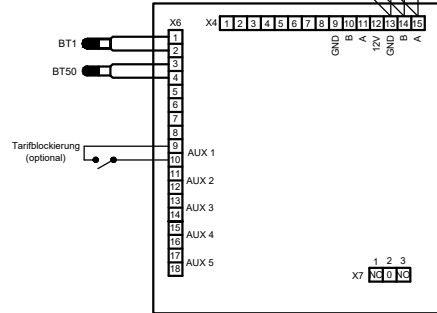 X6
X4 1 2 3 4 5 6 7 8 9 10 11 12 13 14 15
GND B A 12V GND B A
BT1
BT50
1
2
3
4
5
6
7
8
9
10
11
12
13
14
15
16
17
18
Tarifblockierung
(optional)
AUX 1
AUX 2
AUX 3
AUX 4
AUX 5
1 2 3
X7 NC 0 NO